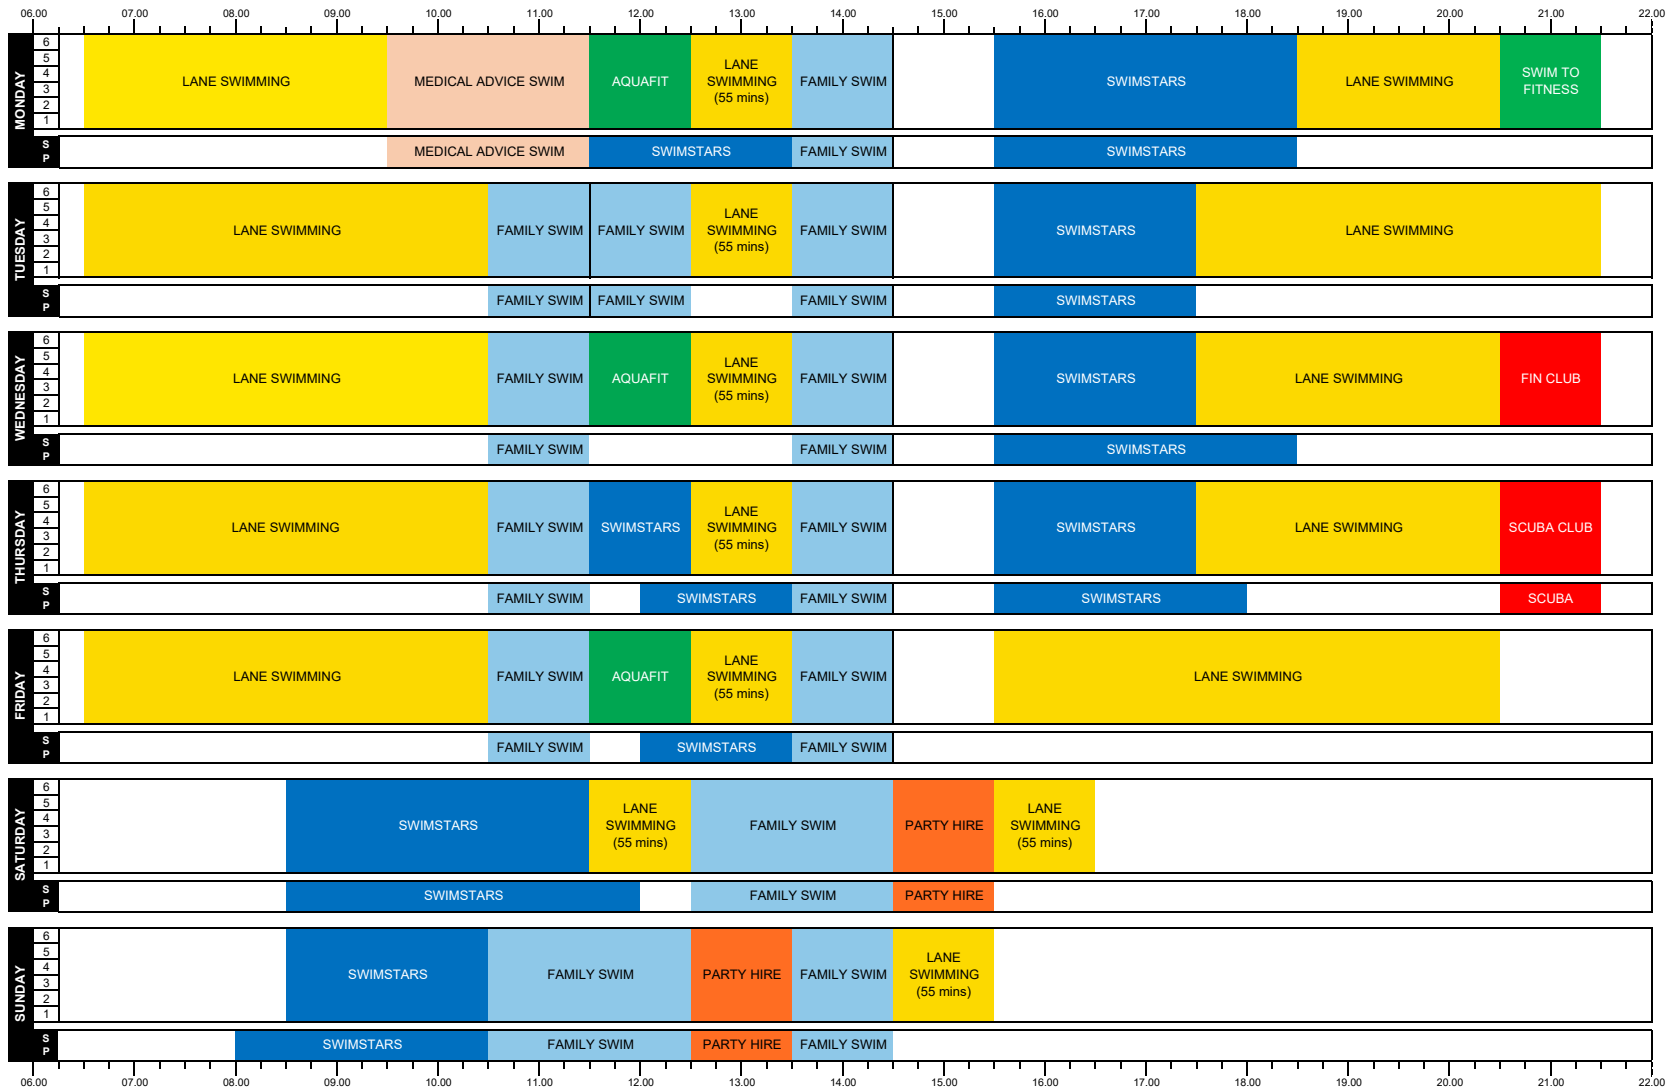 06.00 07.00 08.00 09.00 10.00 11.00 12.00 13.00 14.00 15.00 16.00 17.00 18.00 19.00 20.00 21.00 22.00
MONDAY
6
5
4
3
2
1
LANE SWIMMING
MEDICAL ADVICE SWIM
AQUAFIT
LANE
SWIMMING
(55 mins)
FAMILY SWIM
SWIMSTARS
LANE SWIMMING
SWIM TO
FITNESS
S
P
MEDICAL ADVICE SWIM
SWIMSTARS
FAMILY SWIM
SWIMSTARS
TUESDAY
6
5
4
3
2
1
LANE SWIMMING
FAMILY SWIM
FAMILY SWIM
LANE
SWIMMING
(55 mins)
FAMILY SWIM
SWIMSTARS
LANE SWIMMING
S
P
FAMILY SWIM
FAMILY SWIM
FAMILY SWIM
SWIMSTARS
WEDNESDAY
6
5
4
3
2
1
LANE SWIMMING
FAMILY SWIM
AQUAFIT
LANE
SWIMMING
(55 mins)
FAMILY SWIM
SWIMSTARS
LANE SWIMMING
FIN CLUB
S
P
FAMILY SWIM
FAMILY SWIM
SWIMSTARS
THURSDAY
6
5
4
3
2
1
LANE SWIMMING
FAMILY SWIM
SWIMSTARS
LANE
SWIMMING
(55 mins)
FAMILY SWIM
SWIMSTARS
LANE SWIMMING
SCUBA CLUB
S
P
FAMILY SWIM
SWIMSTARS
FAMILY SWIM
SWIMSTARS
SCUBA
FRIDAY
6
5
4
3
2
1
LANE SWIMMING
FAMILY SWIM
AQUAFIT
LANE
SWIMMING
(55 mins)
FAMILY SWIM
LANE SWIMMING
S
P
FAMILY SWIM
SWIMSTARS
FAMILY SWIM
SATURDAY
6
5
4
3
2
1
SWIMSTARS
LANE
SWIMMING
(55 mins)
FAMILY SWIM
PARTY HIRE
LANE
SWIMMING
(55 mins)
S
P
SWIMSTARS
FAMILY SWIM
PARTY HIRE
SUNDAY
6
5
4
3
2
1
SWIMSTARS
FAMILY SWIM
PARTY HIRE
FAMILY SWIM
LANE
SWIMMING
(55 mins)
S
P
SWIMSTARS
FAMILY SWIM
PARTY HIRE
FAMILY SWIM
06.00 07.00 08.00 09.00 10.00 11.00 12.00 13.00 14.00 15.00 16.00 17.00 18.00 19.00 20.00 21.00 22.00